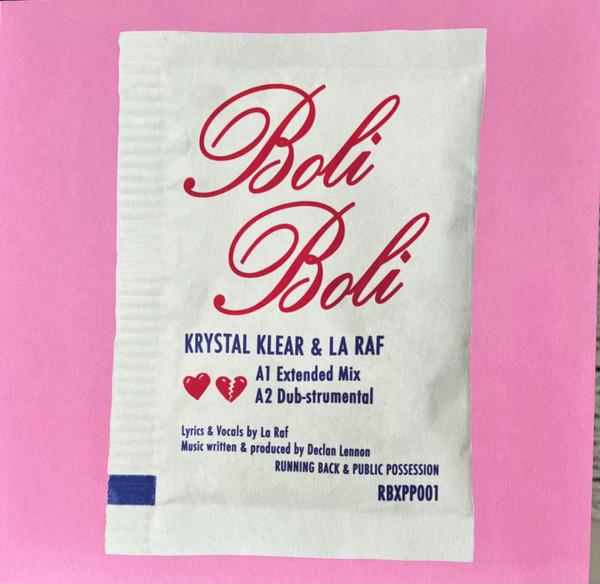 Boli
Boli
KRYSTAL KLEAR & LA RAF
A1 Extended Mix
A2 Dub-strumental
Lyrics & Vocals by La Raf
Music written & produced by Declan Lennon
RUNNING BACK & PUBLIC POSSESSION
RBXPP001